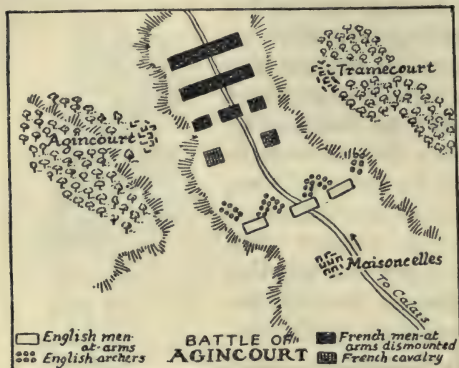 Tramecourt
Agincourt
Maisoncelles
To Calais
English men-
at-arms
English archers
BATTLE OF
AGINCOURT
French men-at
arms dismounted
French cavalry